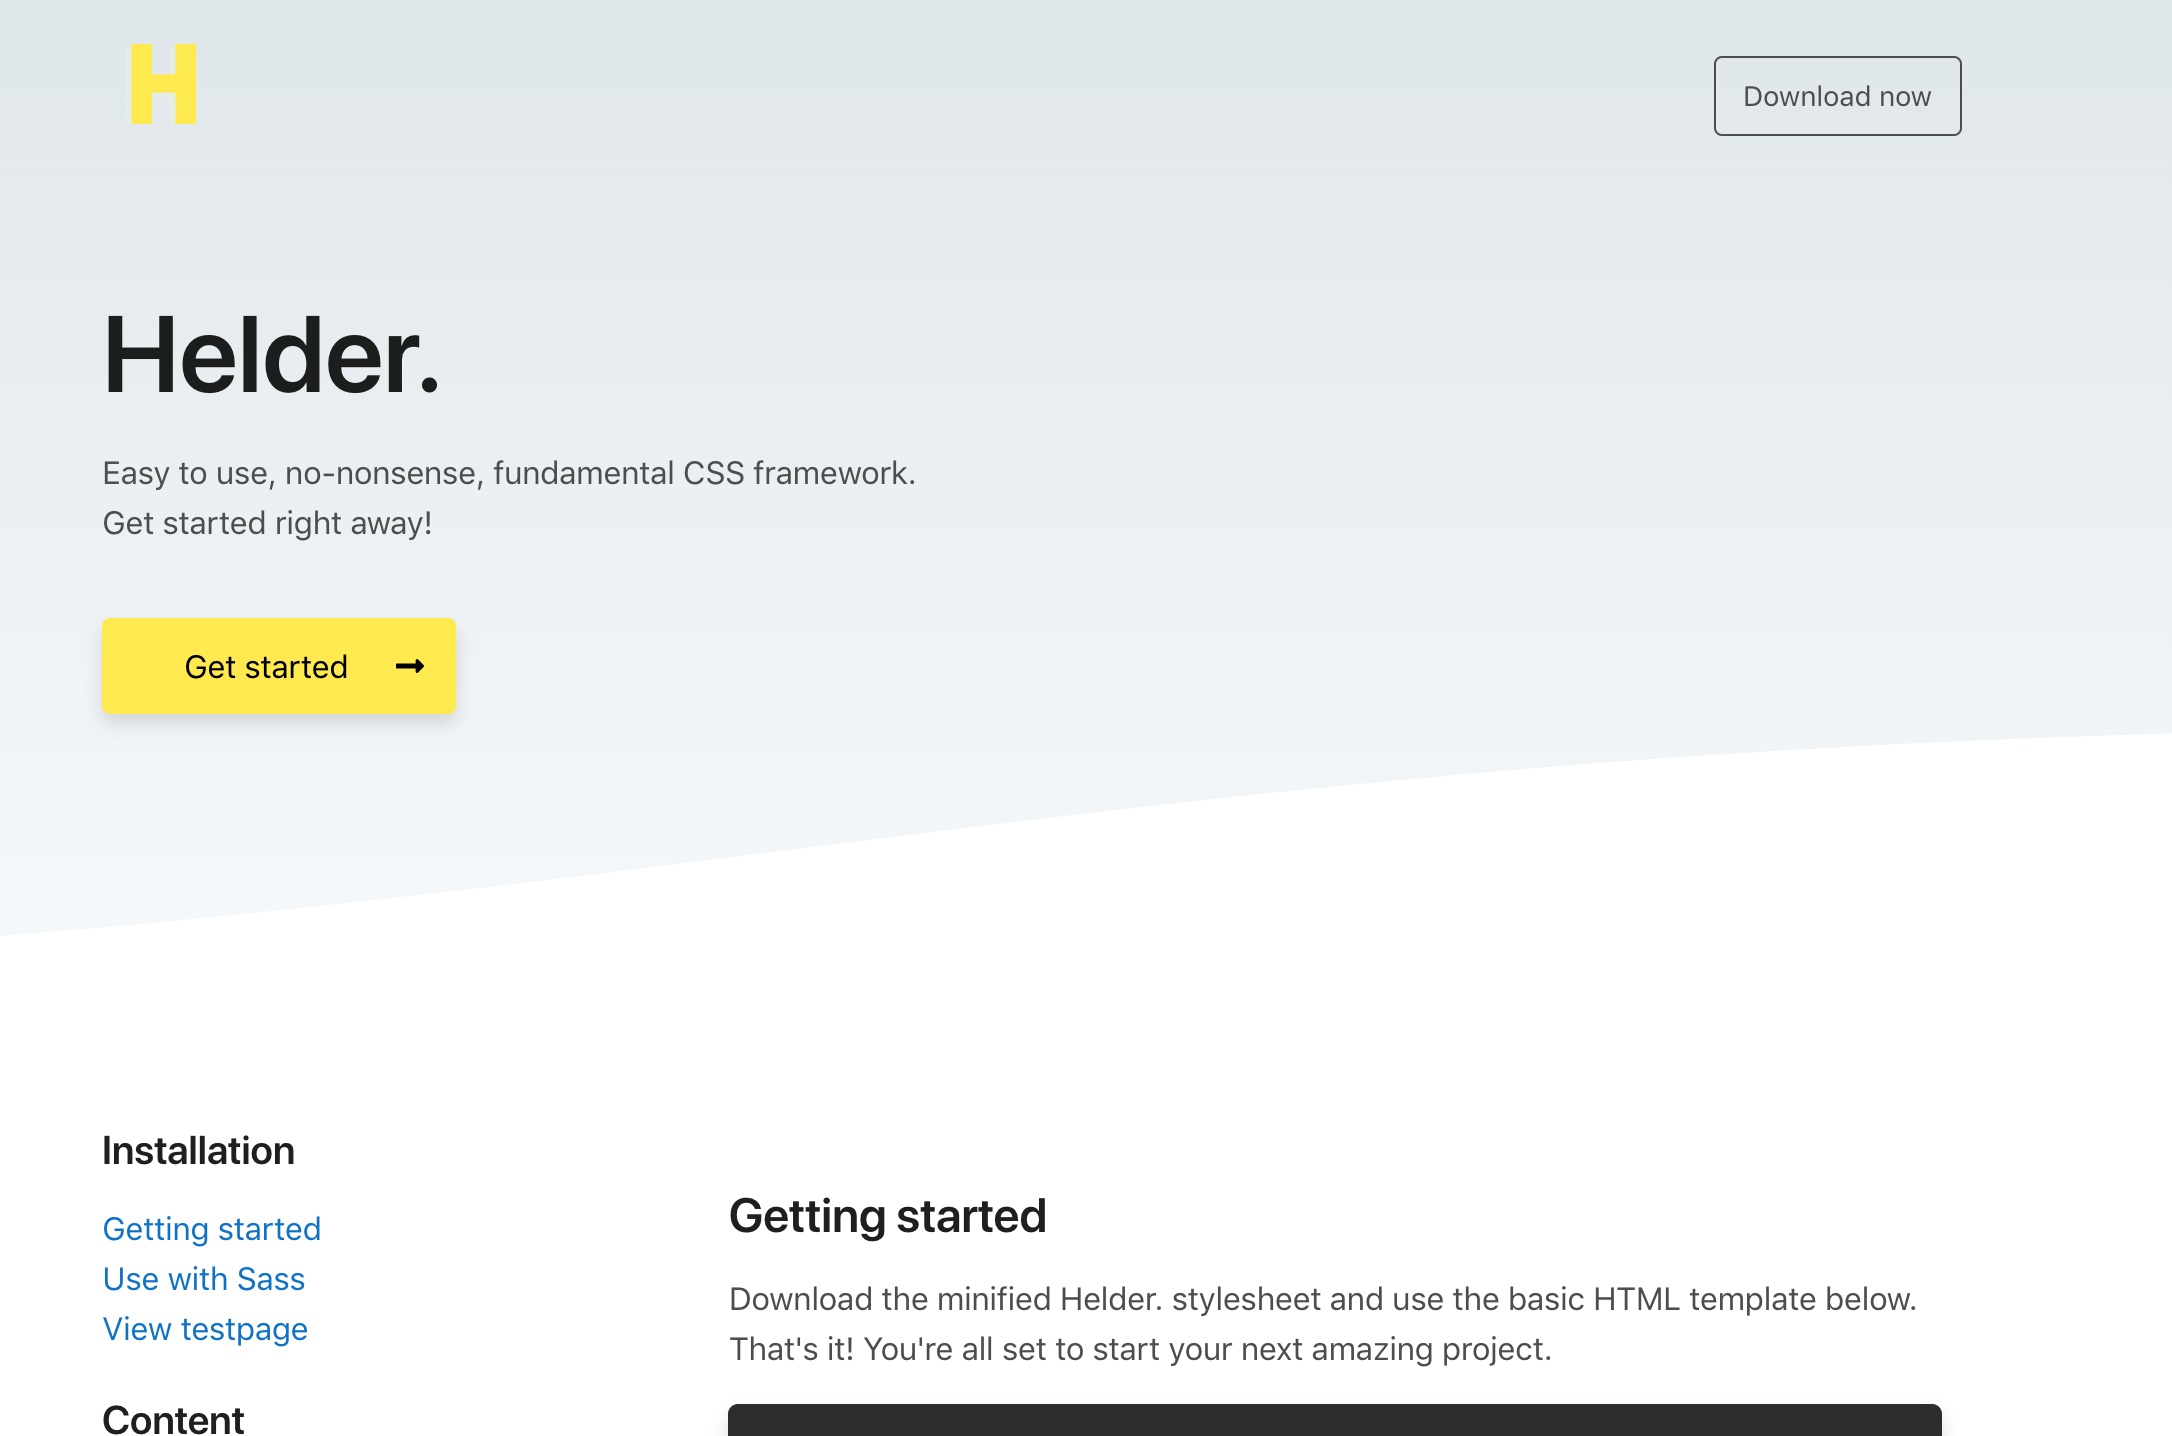 H
Download now
Helder.
Easy to use, no-nonsense, fundamental CSS framework.
Get started right away!
Get started
Installation
Getting started
Use with Sass
View testpage
Content
Getting started
Download the minified Helder. stylesheet and use the basic HTML template below.
That's it! You're all set to start your next amazing project.